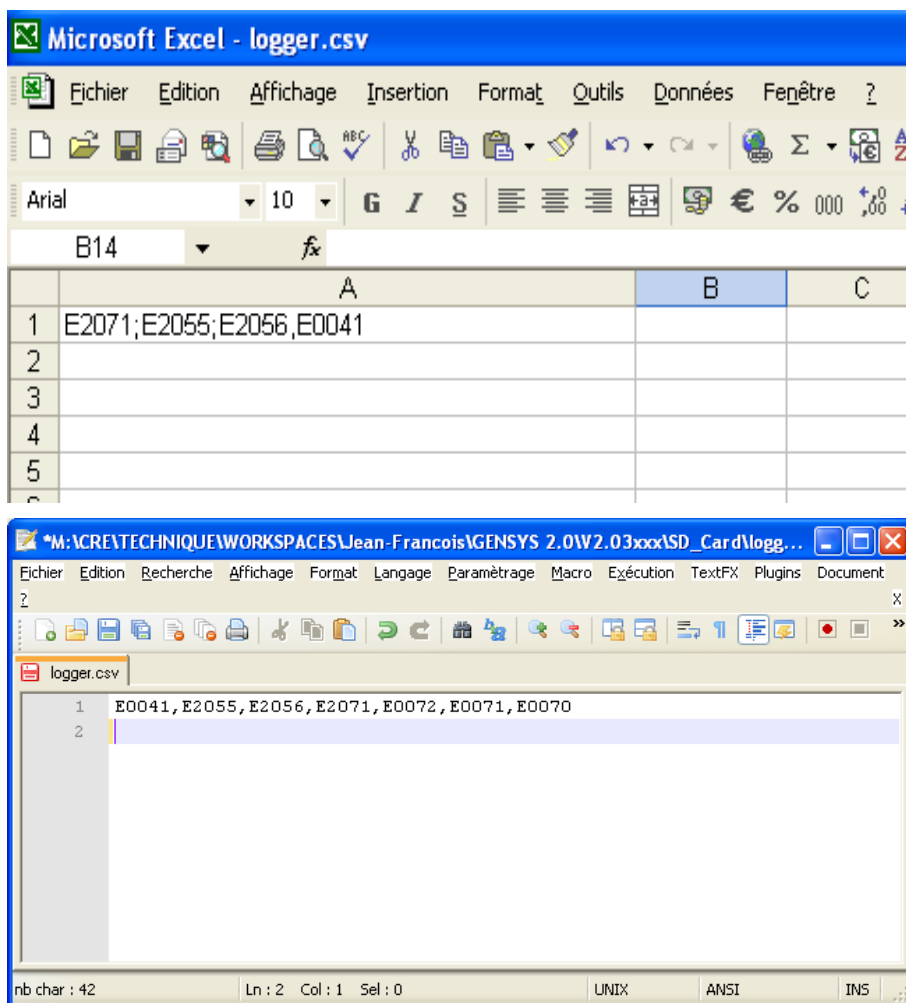 Microsoft Excel - logger.csv
Fichier Edition Affichage Insertion Format Outils Données Fenêtre ?
Arial 10 G I S € % 000
B14 fx
A B C
1 E2071;E2055;E2056,E0041
2
3
4
5
*M:\CRE\TECHNIQUE\WORKSPACES\Jean-Francois\GENSYS 2.0\V2.03xxx\SD_Card\logg...
Fichier Edition Recherche Affichage Format Langage Paramètrage Macro Exécution TextFX Plugins Document
? X
logger.csv
1 E0041,E2055,E2056,E2071,E0072,E0071,E0070
2
nb char : 42 Ln : 2 Col : 1 Sel : 0 UNIX ANSI INS